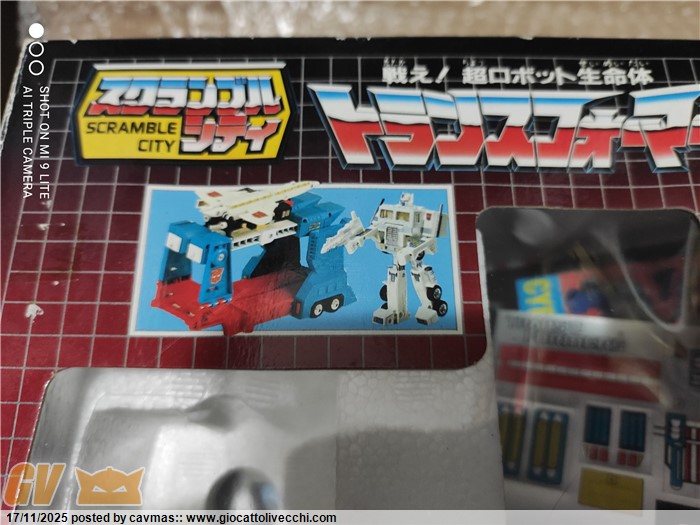 スクランブル
シティ
SCRAMBLE
CITY
戦え！超ロボット生命体
トランスフォーマー
SHOT ON MI 9 LITE
AI TRIPLE CAMERA
GV
17/11/2025 posted by cavmas:: www.giocattolivecchi.com